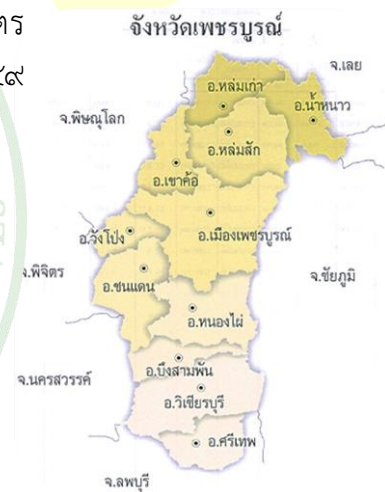 ตร
จังหวัดเพชรบูรณ์
๕๙
จ.เลย
อ.หล่มเก่า
อ.น้ำหนาว
จ.พิษณุโลก
อ.หล่มสัก
อ.เขาค้อ
อ.วังโป่ง
อ.เมืองเพชรบูรณ์
จ.พิจิตร
จ.ชัยภูมิ
อ.ชนแดน
อ.หนองไผ่
อ.บึงสามพัน
จ.นครสวรรค์
อ.วิเชียรบุรี
อ.ศรีเทพ
จ.ลพบุรี